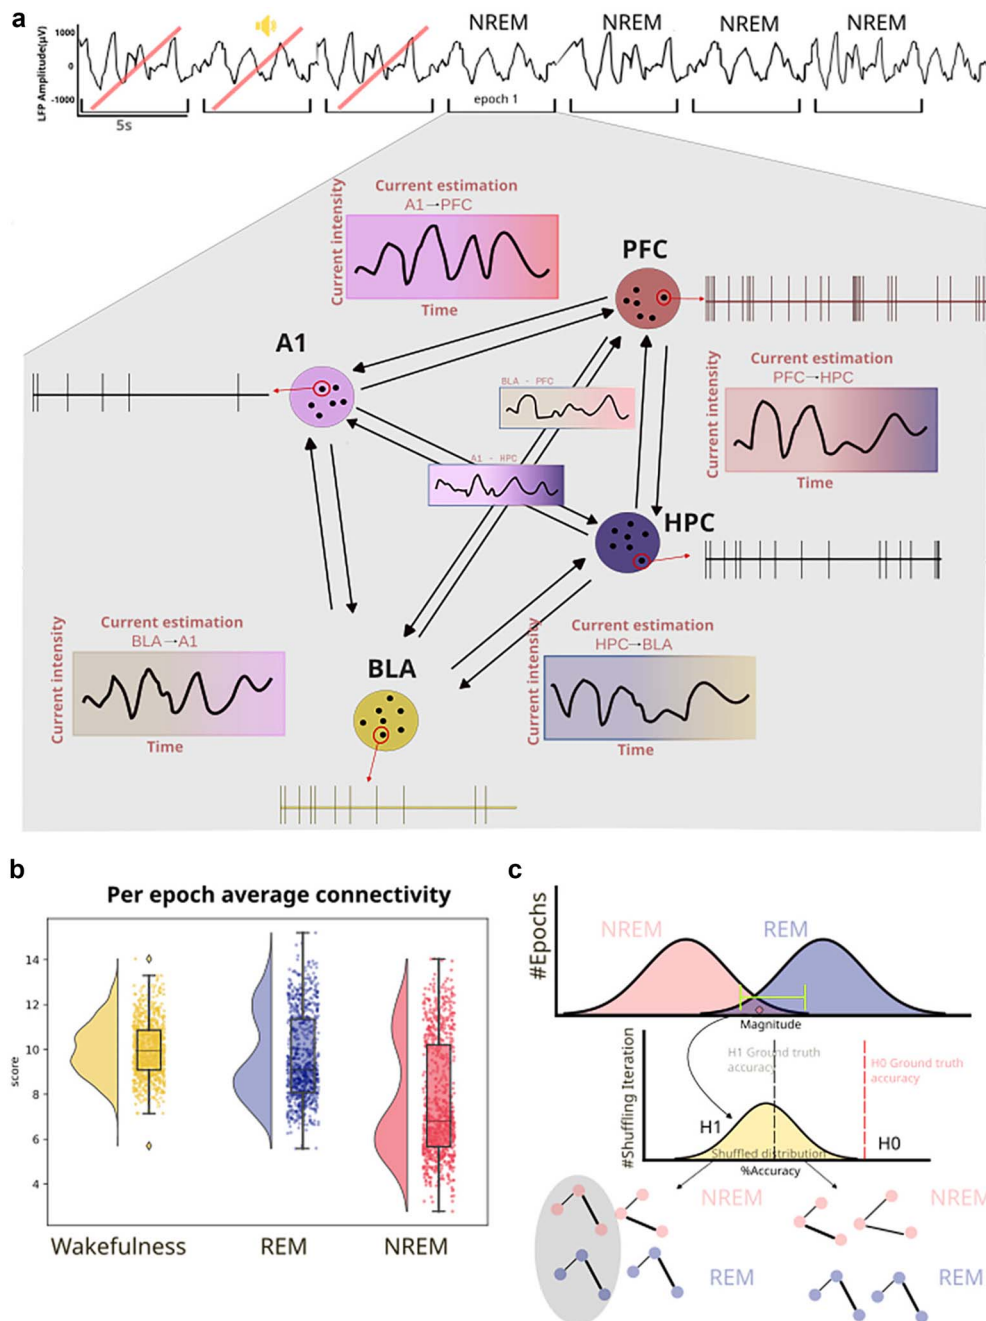 a
NREM
NREM
NREM
NREM
LFP Amplitude(μV)
1000
0
-1000
epoch 1
5s
Current estimation
A1→PFC
Current intensity
Time
PFC
A1
BLA - PFC
Current estimation
PFC→HPC
Current intensity
Time
A1 - HPC
HPC
Current estimation
BLA→A1
Current intensity
Time
Current estimation
HPC→BLA
Current intensity
Time
BLA
b
Per epoch average connectivity
score
14
12
10
8
6
4
Wakefulness
REM
NREM
c
#Epochs
NREM
REM
Magnitude
#Shuffling Iteration
H1 Ground truth
accuracy
H0 Ground truth
accuracy
H1
H0
Shuffled distribution
%Accuracy
NREM
NREM
REM
REM